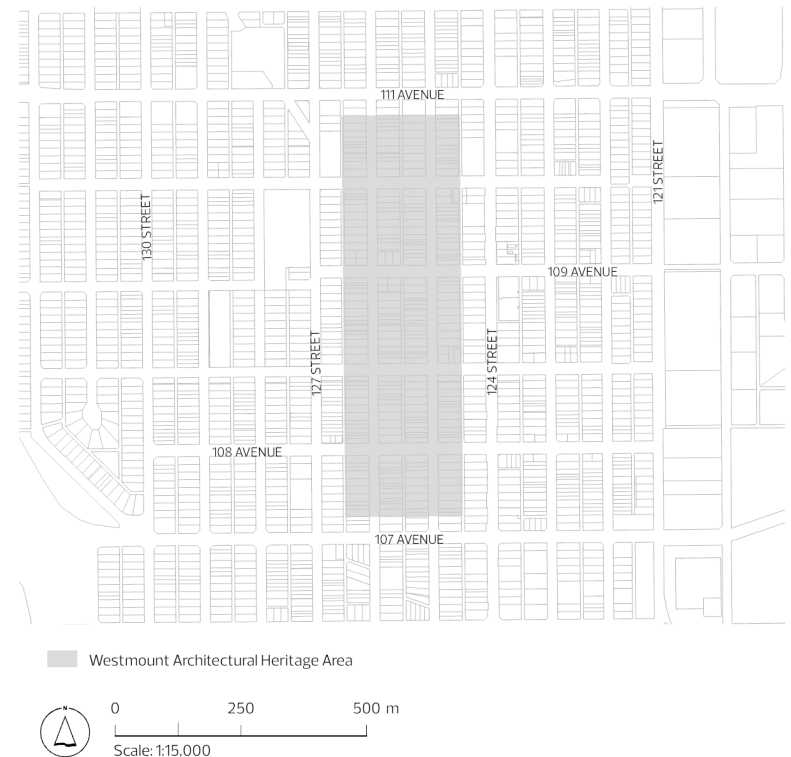 111 AVENUE
121 STREET
130 STREET
109 AVENUE
127 STREET
124 STREET
108 AVENUE
107 AVENUE
Westmount Architectural Heritage Area
N
0 250 500 m
Scale: 1:15,000